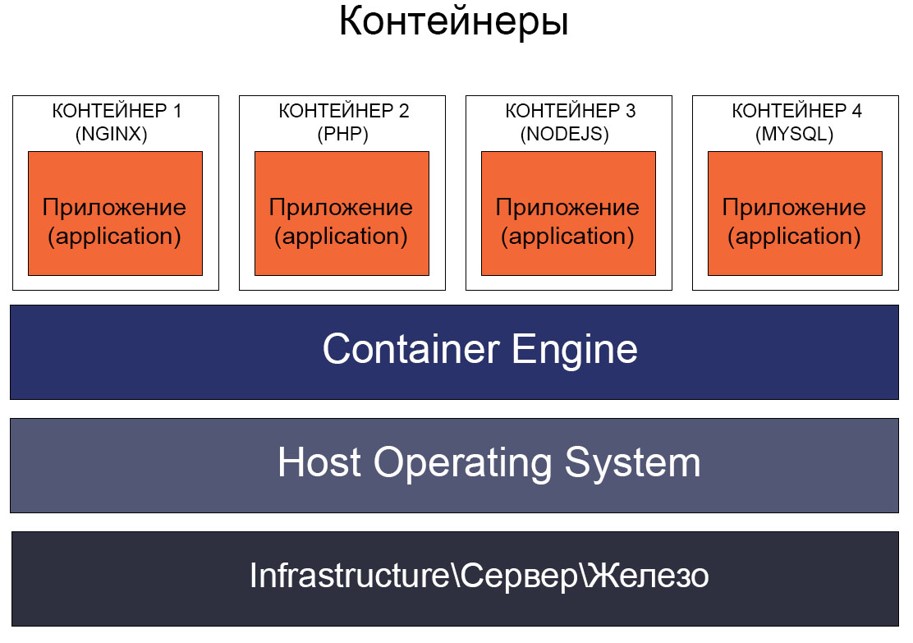 Контейнеры
КОНТЕЙНЕР 1
(NGINX)
Приложение
(application)
КОНТЕЙНЕР 2
(PHP)
Приложение
(application)
КОНТЕЙНЕР 3
(NODEJS)
Приложение
(application)
КОНТЕЙНЕР 4
(MYSQL)
Приложение
(application)
Container Engine
Host Operating System
Infrastructure\Сервер\Железо